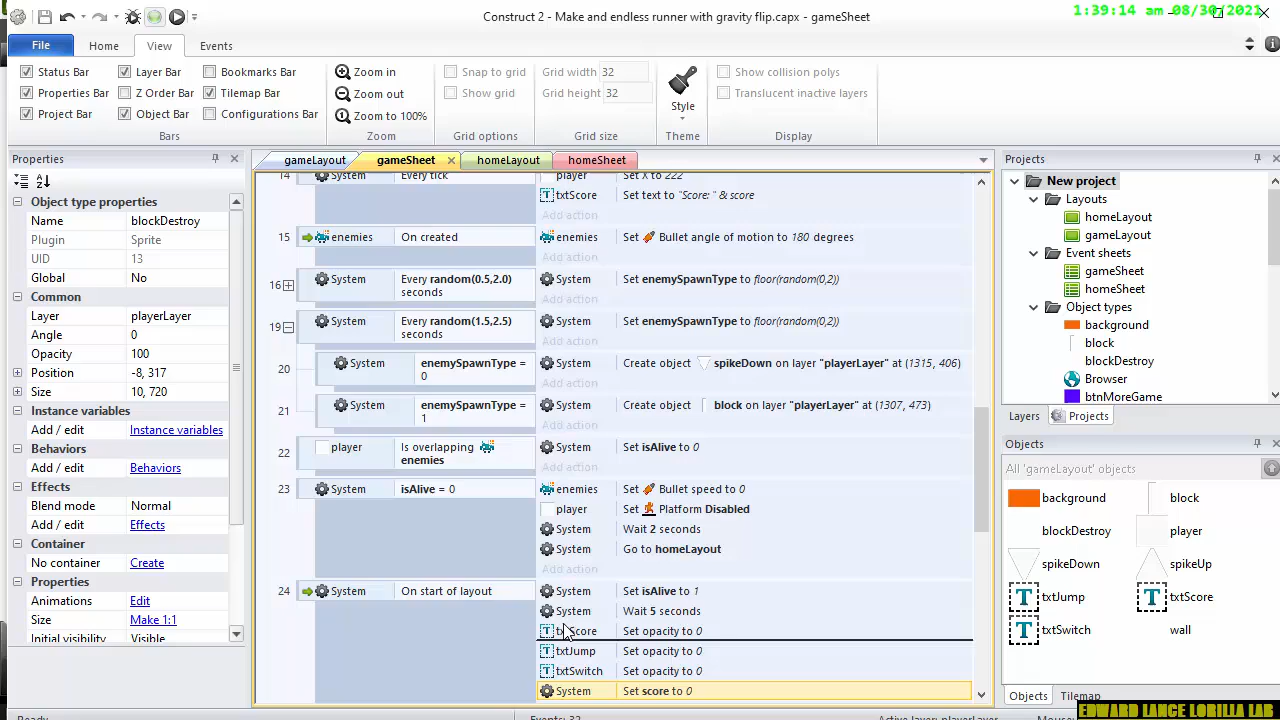 Construct 2 - Make and endless runner with gravity flip.capx - gameSheet
1:39:14 am 08/30/2021
File
Home
View
Events
Status Bar
Layer Bar
Bookmarks Bar
Properties Bar
Z Order Bar
Tilemap Bar
Project Bar
Object Bar
Configurations Bar
Bars
Zoom in
Zoom out
Zoom to 100%
Zoom
Snap to grid
Show grid
Grid options
Grid width 32
Grid height 32
Grid size
Style
Theme
Show collision polys
Translucent inactive layers
Display
Properties
Object type properties
Name blockDestroy
Plugin Sprite
UID 13
Global No
Common
Layer playerLayer
Angle 0
Opacity 100
Position -8, 317
Size 10, 720
Instance variables
Add / edit Instance variables
Behaviors
Add / edit Behaviors
Effects
Blend mode Normal
Add / edit Effects
Container
No container Create
Properties
Animations Edit
Size Make 1:1
Initial visibility Visible
gameLayout
gameSheet
homeLayout
homeSheet
14 System Every tick player Set X to 222
txtScore Set text to "Score: " & score
Add action
15 enemies On created enemies Set Bullet angle of motion to 180 degrees
Add action
16 System Every random(0.5,2.0) seconds System Set enemySpawnType to floor(random(0,2))
Add action
19 System Every random(1.5,2.5) seconds System Set enemySpawnType to floor(random(0,2))
Add action
20 System enemySpawnType = 0 System Create object spikeDown on layer "playerLayer" at (1315, 406)
Add action
21 System enemySpawnType = 1 System Create object block on layer "playerLayer" at (1307, 473)
Add action
22 player Is overlapping enemies System Set isAlive to 0
Add action
23 System isAlive = 0 enemies Set Bullet speed to 0
player Set Platform Disabled
System Wait 2 seconds
System Go to homeLayout
Add action
24 System On start of layout System Set isAlive to 1
System Wait 5 seconds
txtScore Set opacity to 0
txtJump Set opacity to 0
txtSwitch Set opacity to 0
System Set score to 0
Projects
New project
Layouts
homeLayout
gameLayout
Event sheets
gameSheet
homeSheet
Object types
background
block
blockDestroy
Browser
btnMoreGame
Layers
Projects
Objects
All 'gameLayout' objects
background
block
blockDestroy
player
spikeDown
spikeUp
txtJump
txtScore
txtSwitch
wall
Objects
Tilemap
Ready
Events: 32
Active layer: playerLayer
EDWARD LANCE LORILLA LAB